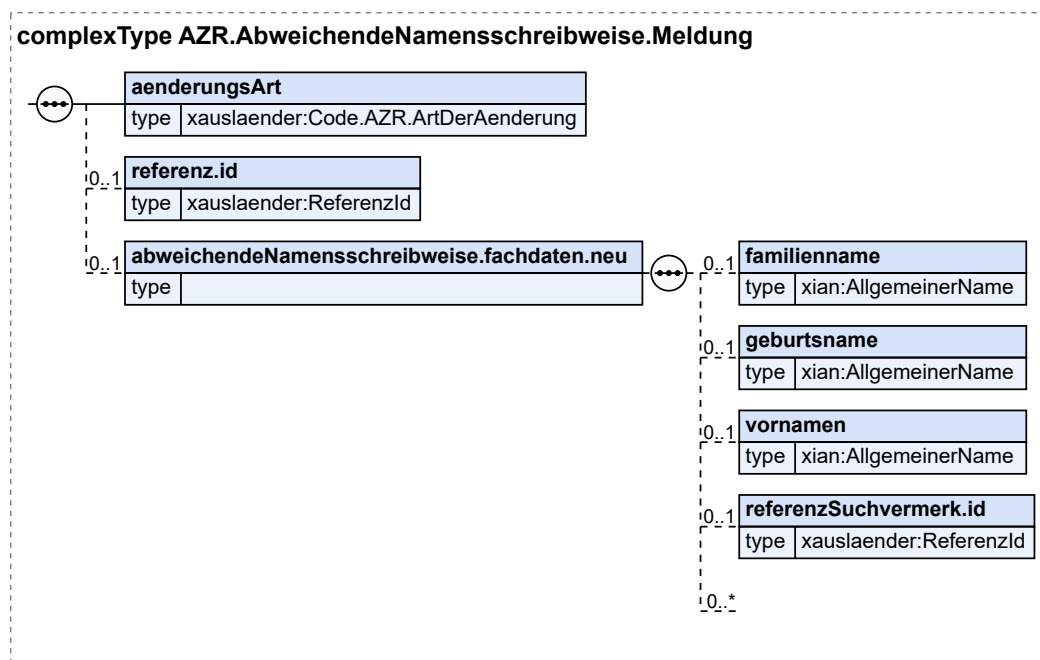 complexType AZR.AbweichendeNamensschreibweise.Meldung
aenderungsArt
type xauslaender:Code.AZR.ArtDerAenderung
0..1 referenz.id
type xauslaender:ReferenzId
0..1 abweichendeNamensschreibweise.fachdaten.neu
type
0..1 familienname
type xian:AllgemeinerName
0..1 geburtsname
type xian:AllgemeinerName
0..1 vornamen
type xian:AllgemeinerName
0..1 referenzSuchvermerk.id
type xauslaender:ReferenzId
0..*